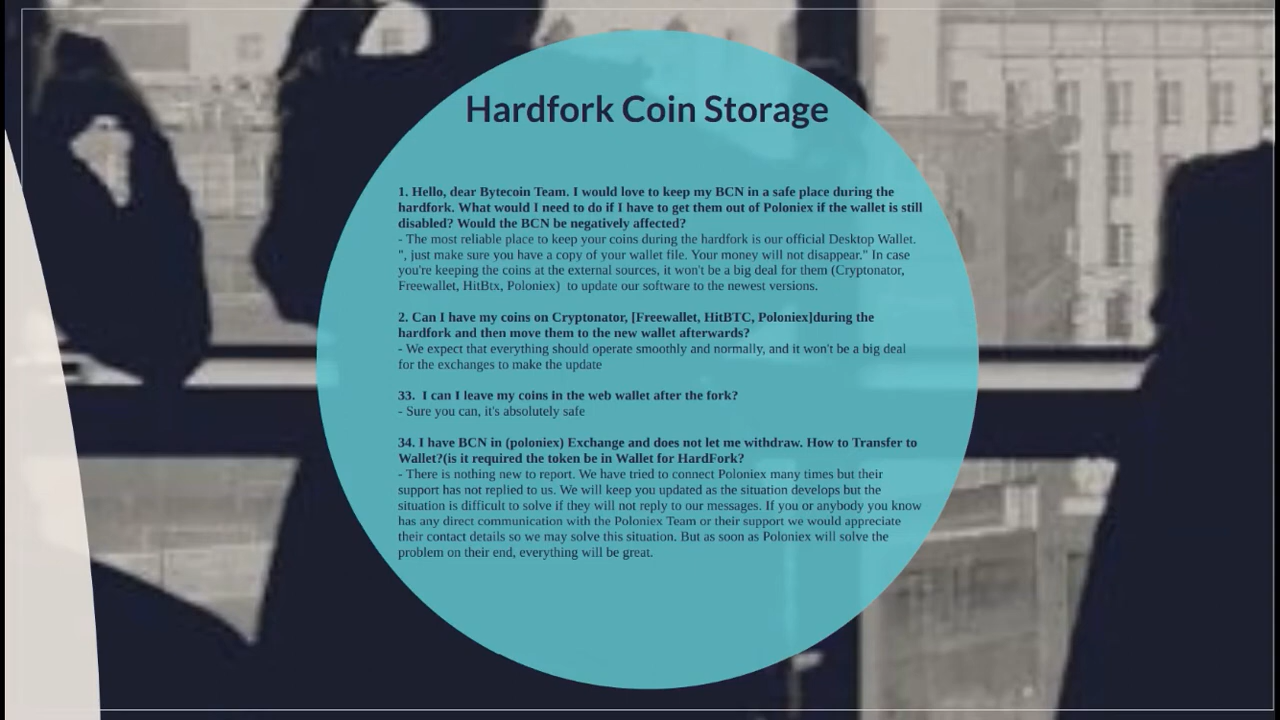 Hardfork Coin Storage
1. Hello, dear Bytecoin Team. I would love to keep my BCN in a safe place during the
hardfork. What would I need to do if I have to get them out of Poloniex if the wallet is still
disabled? Would the BCN be negatively affected?
- The most reliable place to keep your coins during the hardfork is our official Desktop Wallet.
", just make sure you have a copy of your wallet file. Your money will not disappear." In case
you're keeping the coins at the external sources, it won't be a big deal for them (Cryptonator,
Freewallet, HitBtx, Poloniex)  to update our software to the newest versions.
2. Can I have my coins on Cryptonator, [Freewallet, HitBTC, Poloniex]during the
hardfork and then move them to the new wallet afterwards?
- We expect that everything should operate smoothly and normally, and it won't be a big deal
for the exchanges to make the update
33.  I can I leave my coins in the web wallet after the fork?
- Sure you can, it's absolutely safe
34. I have BCN in (poloniex) Exchange and does not let me withdraw. How to Transfer to
Wallet?(is it required the token be in Wallet for HardFork?
- There is nothing new to report. We have tried to connect Poloniex many times but their
support has not replied to us. We will keep you updated as the situation develops but the
situation is difficult to solve if they will not reply to our messages. If you or anybody you know
has any direct communication with the Poloniex Team or their support we would appreciate
their contact details so we may solve this situation. But as soon as Poloniex will solve the
problem on their end, everything will be great.